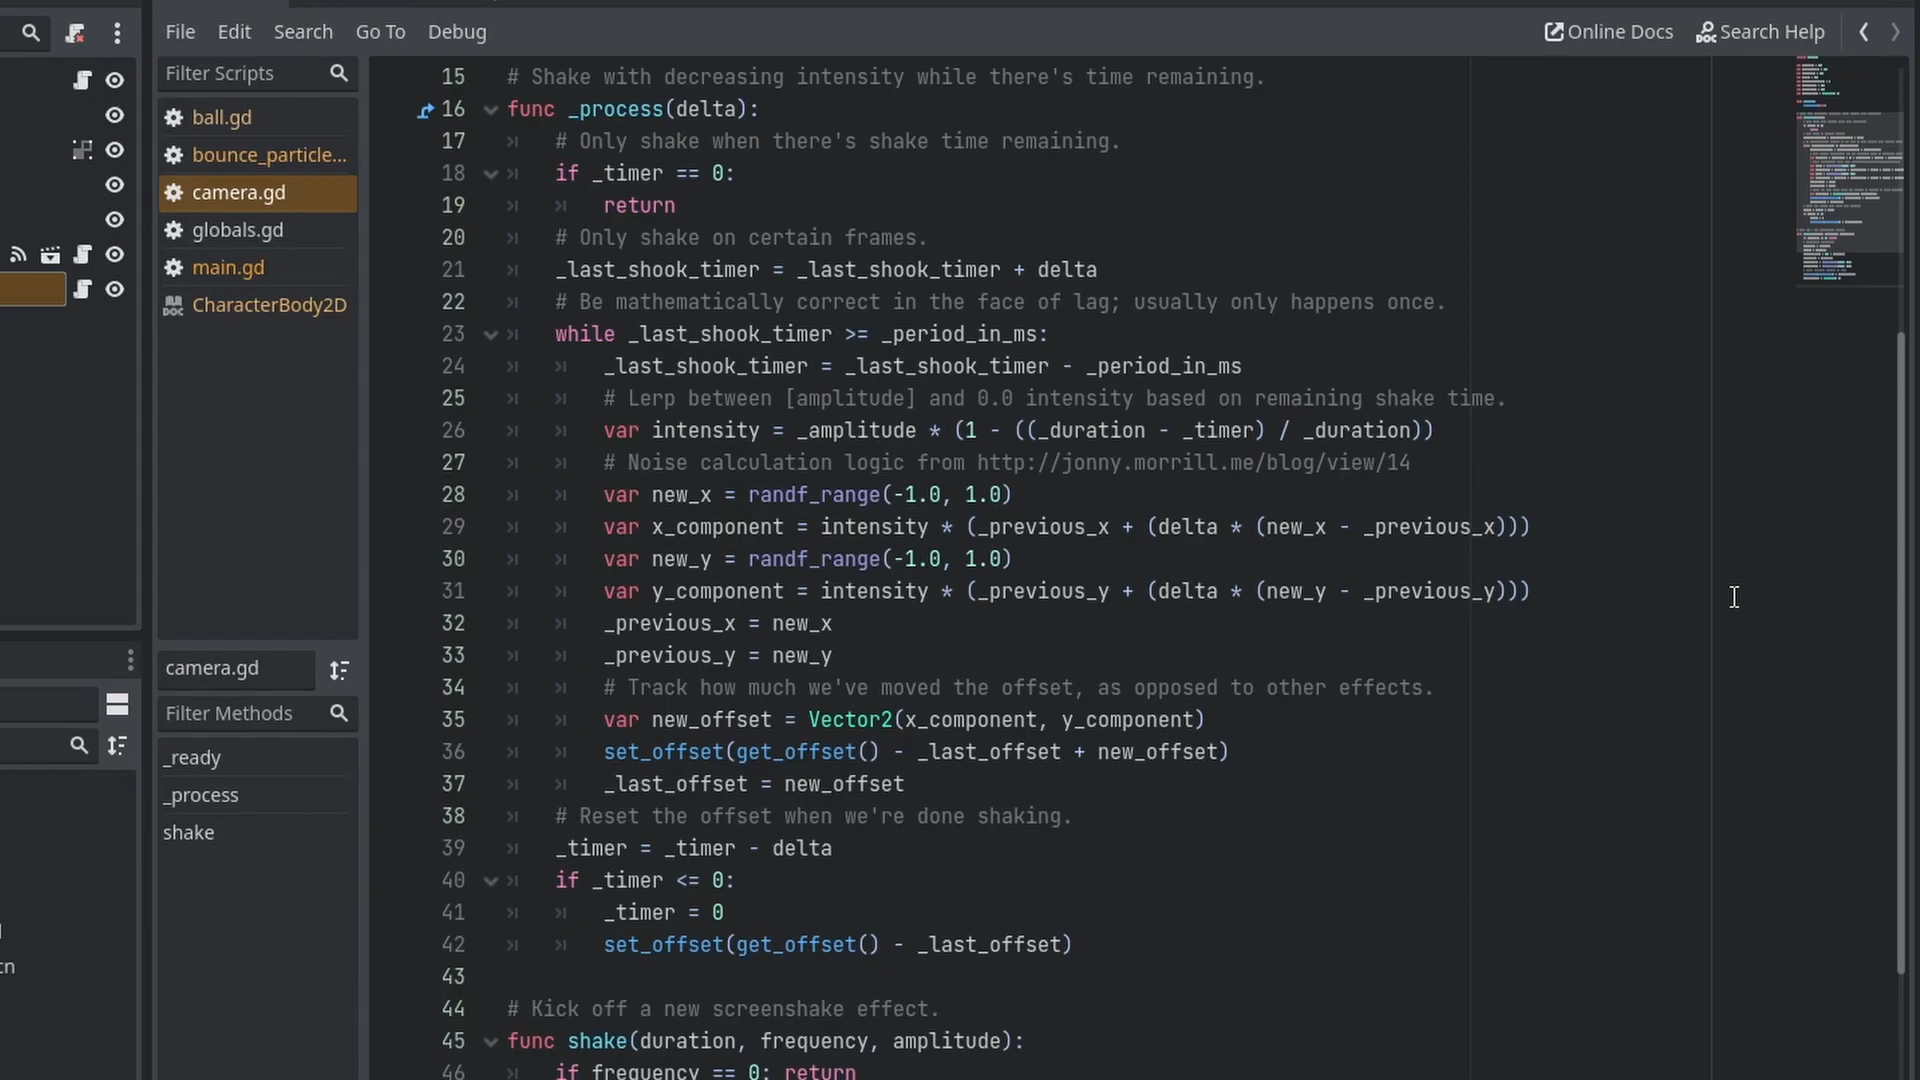 File Edit Search Go To Debug
Online Docs Search Help
Filter Scripts
ball.gd
bounce_particle...
camera.gd
globals.gd
main.gd
CharacterBody2D
camera.gd
Filter Methods
_ready
_process
shake
cn
15 # Shake with decreasing intensity while there's time remaining.
16 func _process(delta):
17 # Only shake when there's shake time remaining.
18 if _timer == 0:
19 return
20 # Only shake on certain frames.
21 _last_shook_timer = _last_shook_timer + delta
22 # Be mathematically correct in the face of lag; usually only happens once.
23 while _last_shook_timer >= _period_in_ms:
24 _last_shook_timer = _last_shook_timer - _period_in_ms
25 # Lerp between [amplitude] and 0.0 intensity based on remaining shake time.
26 var intensity = _amplitude * (1 - ((_duration - _timer) / _duration))
27 # Noise calculation logic from http://jonny.morrill.me/blog/view/14
28 var new_x = randf_range(-1.0, 1.0)
29 var x_component = intensity * (_previous_x + (delta * (new_x - _previous_x)))
30 var new_y = randf_range(-1.0, 1.0)
31 var y_component = intensity * (_previous_y + (delta * (new_y - _previous_y)))
32 _previous_x = new_x
33 _previous_y = new_y
34 # Track how much we've moved the offset, as opposed to other effects.
35 var new_offset = Vector2(x_component, y_component)
36 set_offset(get_offset() - _last_offset + new_offset)
37 _last_offset = new_offset
38 # Reset the offset when we're done shaking.
39 _timer = _timer - delta
40 if _timer <= 0:
41 _timer = 0
42 set_offset(get_offset() - _last_offset)
43
44 # Kick off a new screenshake effect.
45 func shake(duration, frequency, amplitude):
46 if frequency == 0: return